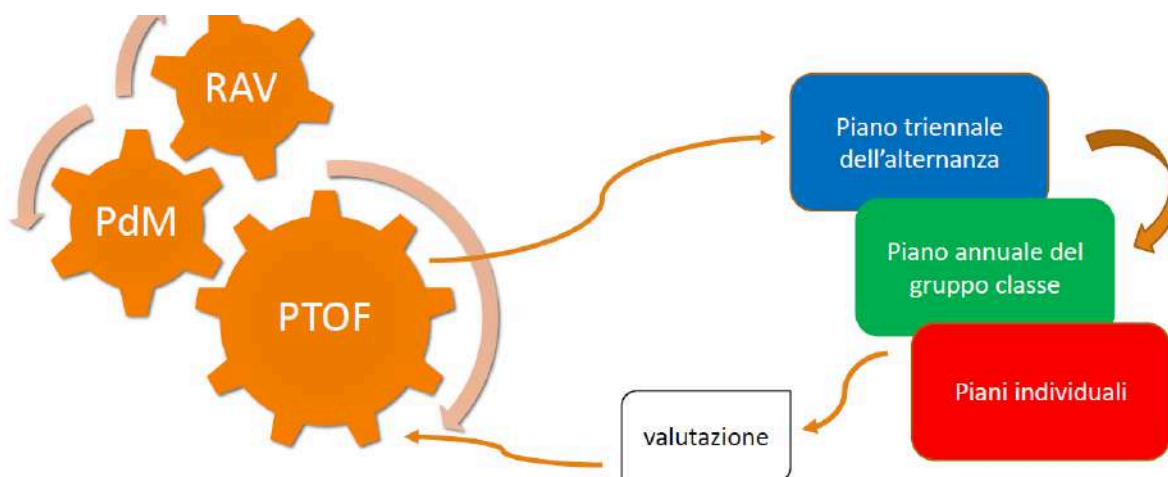 RAV
PdM
PTOF
Piano triennale
dell'alternanza
Piano annuale del
gruppo classe
Piani individuali
valutazione